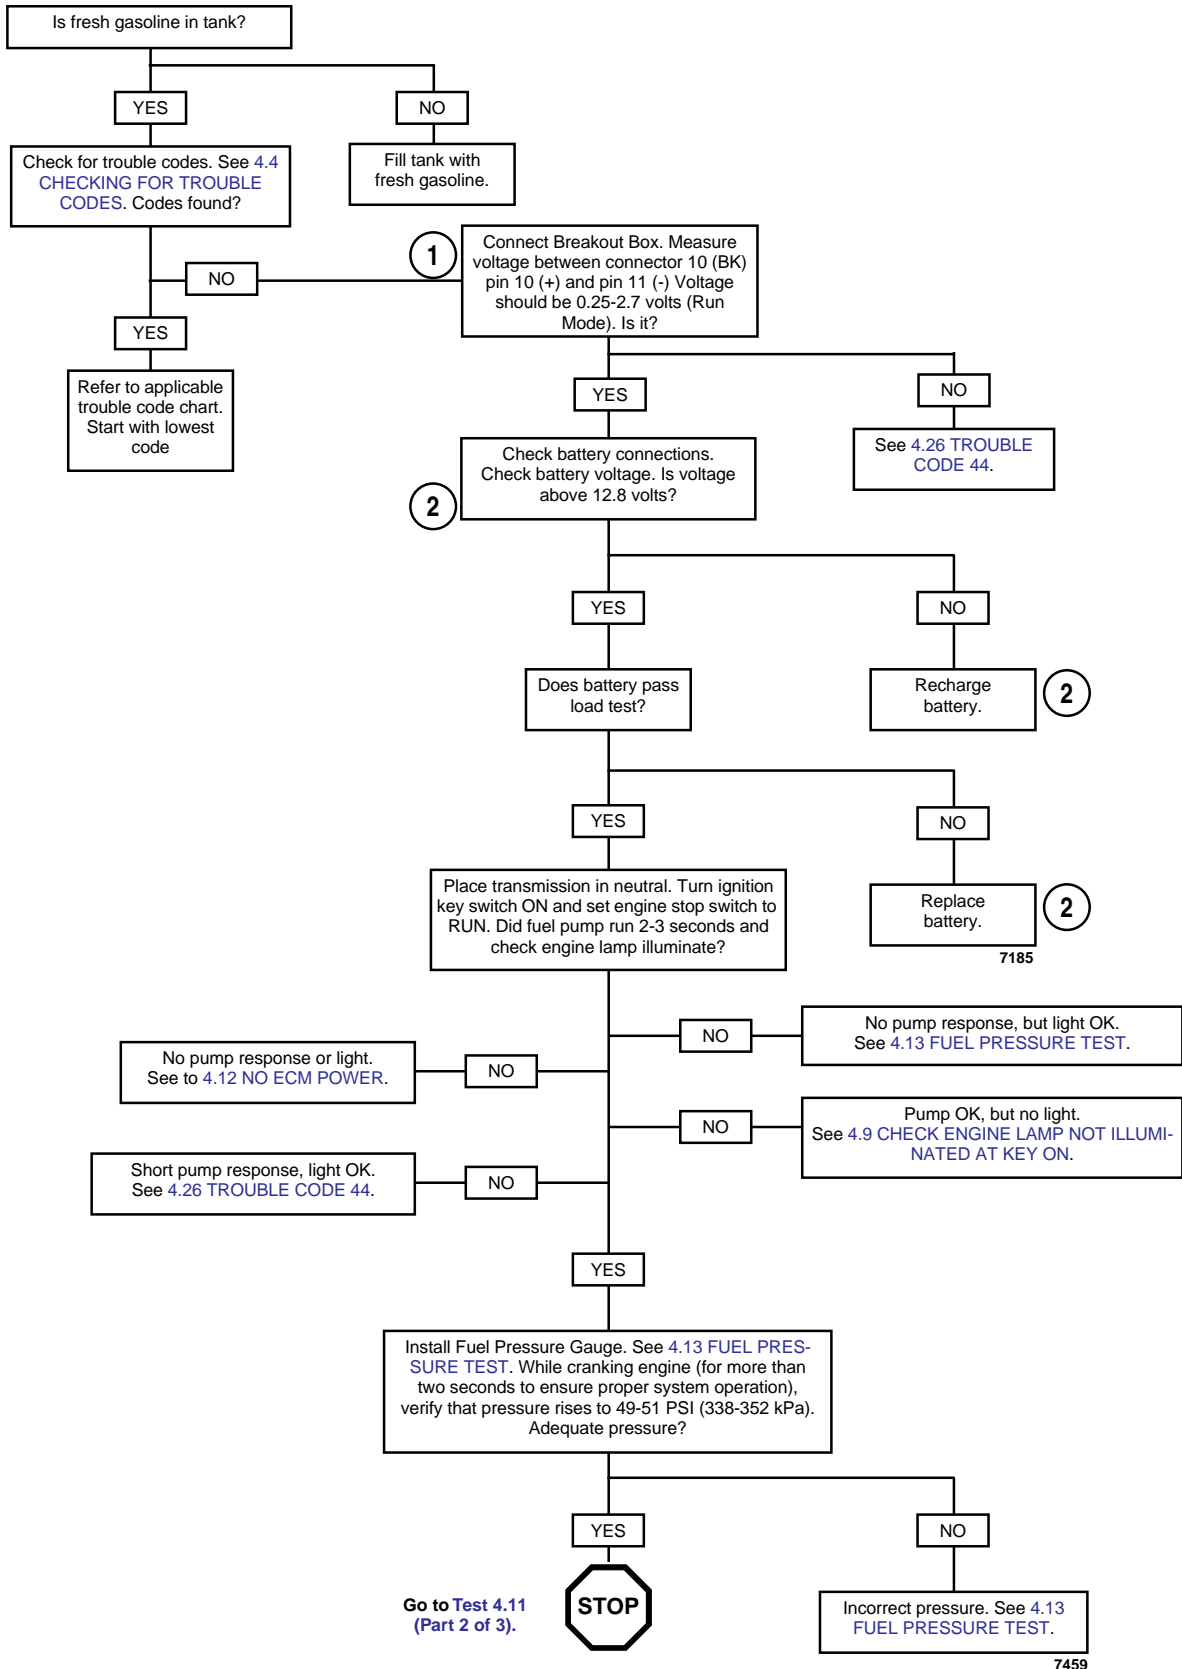 Is fresh gasoline in tank?
YES
NO
Check for trouble codes. See 4.4
CHECKING FOR TROUBLE
CODES. Codes found?
Fill tank with
fresh gasoline.
1
Connect Breakout Box. Measure
voltage between connector 10 (BK)
pin 10 (+) and pin 11 (-) Voltage
should be 0.25-2.7 volts (Run
Mode). Is it?
NO
YES
Refer to applicable
trouble code chart.
Start with lowest
code
YES
NO
See 4.26 TROUBLE
CODE 44.
2
Check battery connections.
Check battery voltage. Is voltage
above 12.8 volts?
YES
NO
Does battery pass
load test?
Recharge
battery.
2
YES
NO
Place transmission in neutral. Turn ignition
key switch ON and set engine stop switch to
RUN. Did fuel pump run 2-3 seconds and
check engine lamp illuminate?
Replace
battery.
2
7185
NO
No pump response, but light OK.
See 4.13 FUEL PRESSURE TEST.
No pump response or light.
See to 4.12 NO ECM POWER.
NO
NO
Pump OK, but no light.
See 4.9 CHECK ENGINE LAMP NOT ILLUMI-
NATED AT KEY ON.
Short pump response, light OK.
See 4.26 TROUBLE CODE 44.
NO
YES
Install Fuel Pressure Gauge. See 4.13 FUEL PRES-
SURE TEST. While cranking engine (for more than
two seconds to ensure proper system operation),
verify that pressure rises to 49-51 PSI (338-352 kPa).
Adequate pressure?
YES
NO
Go to Test 4.11
(Part 2 of 3).
STOP
Incorrect pressure. See 4.13
FUEL PRESSURE TEST.
7459